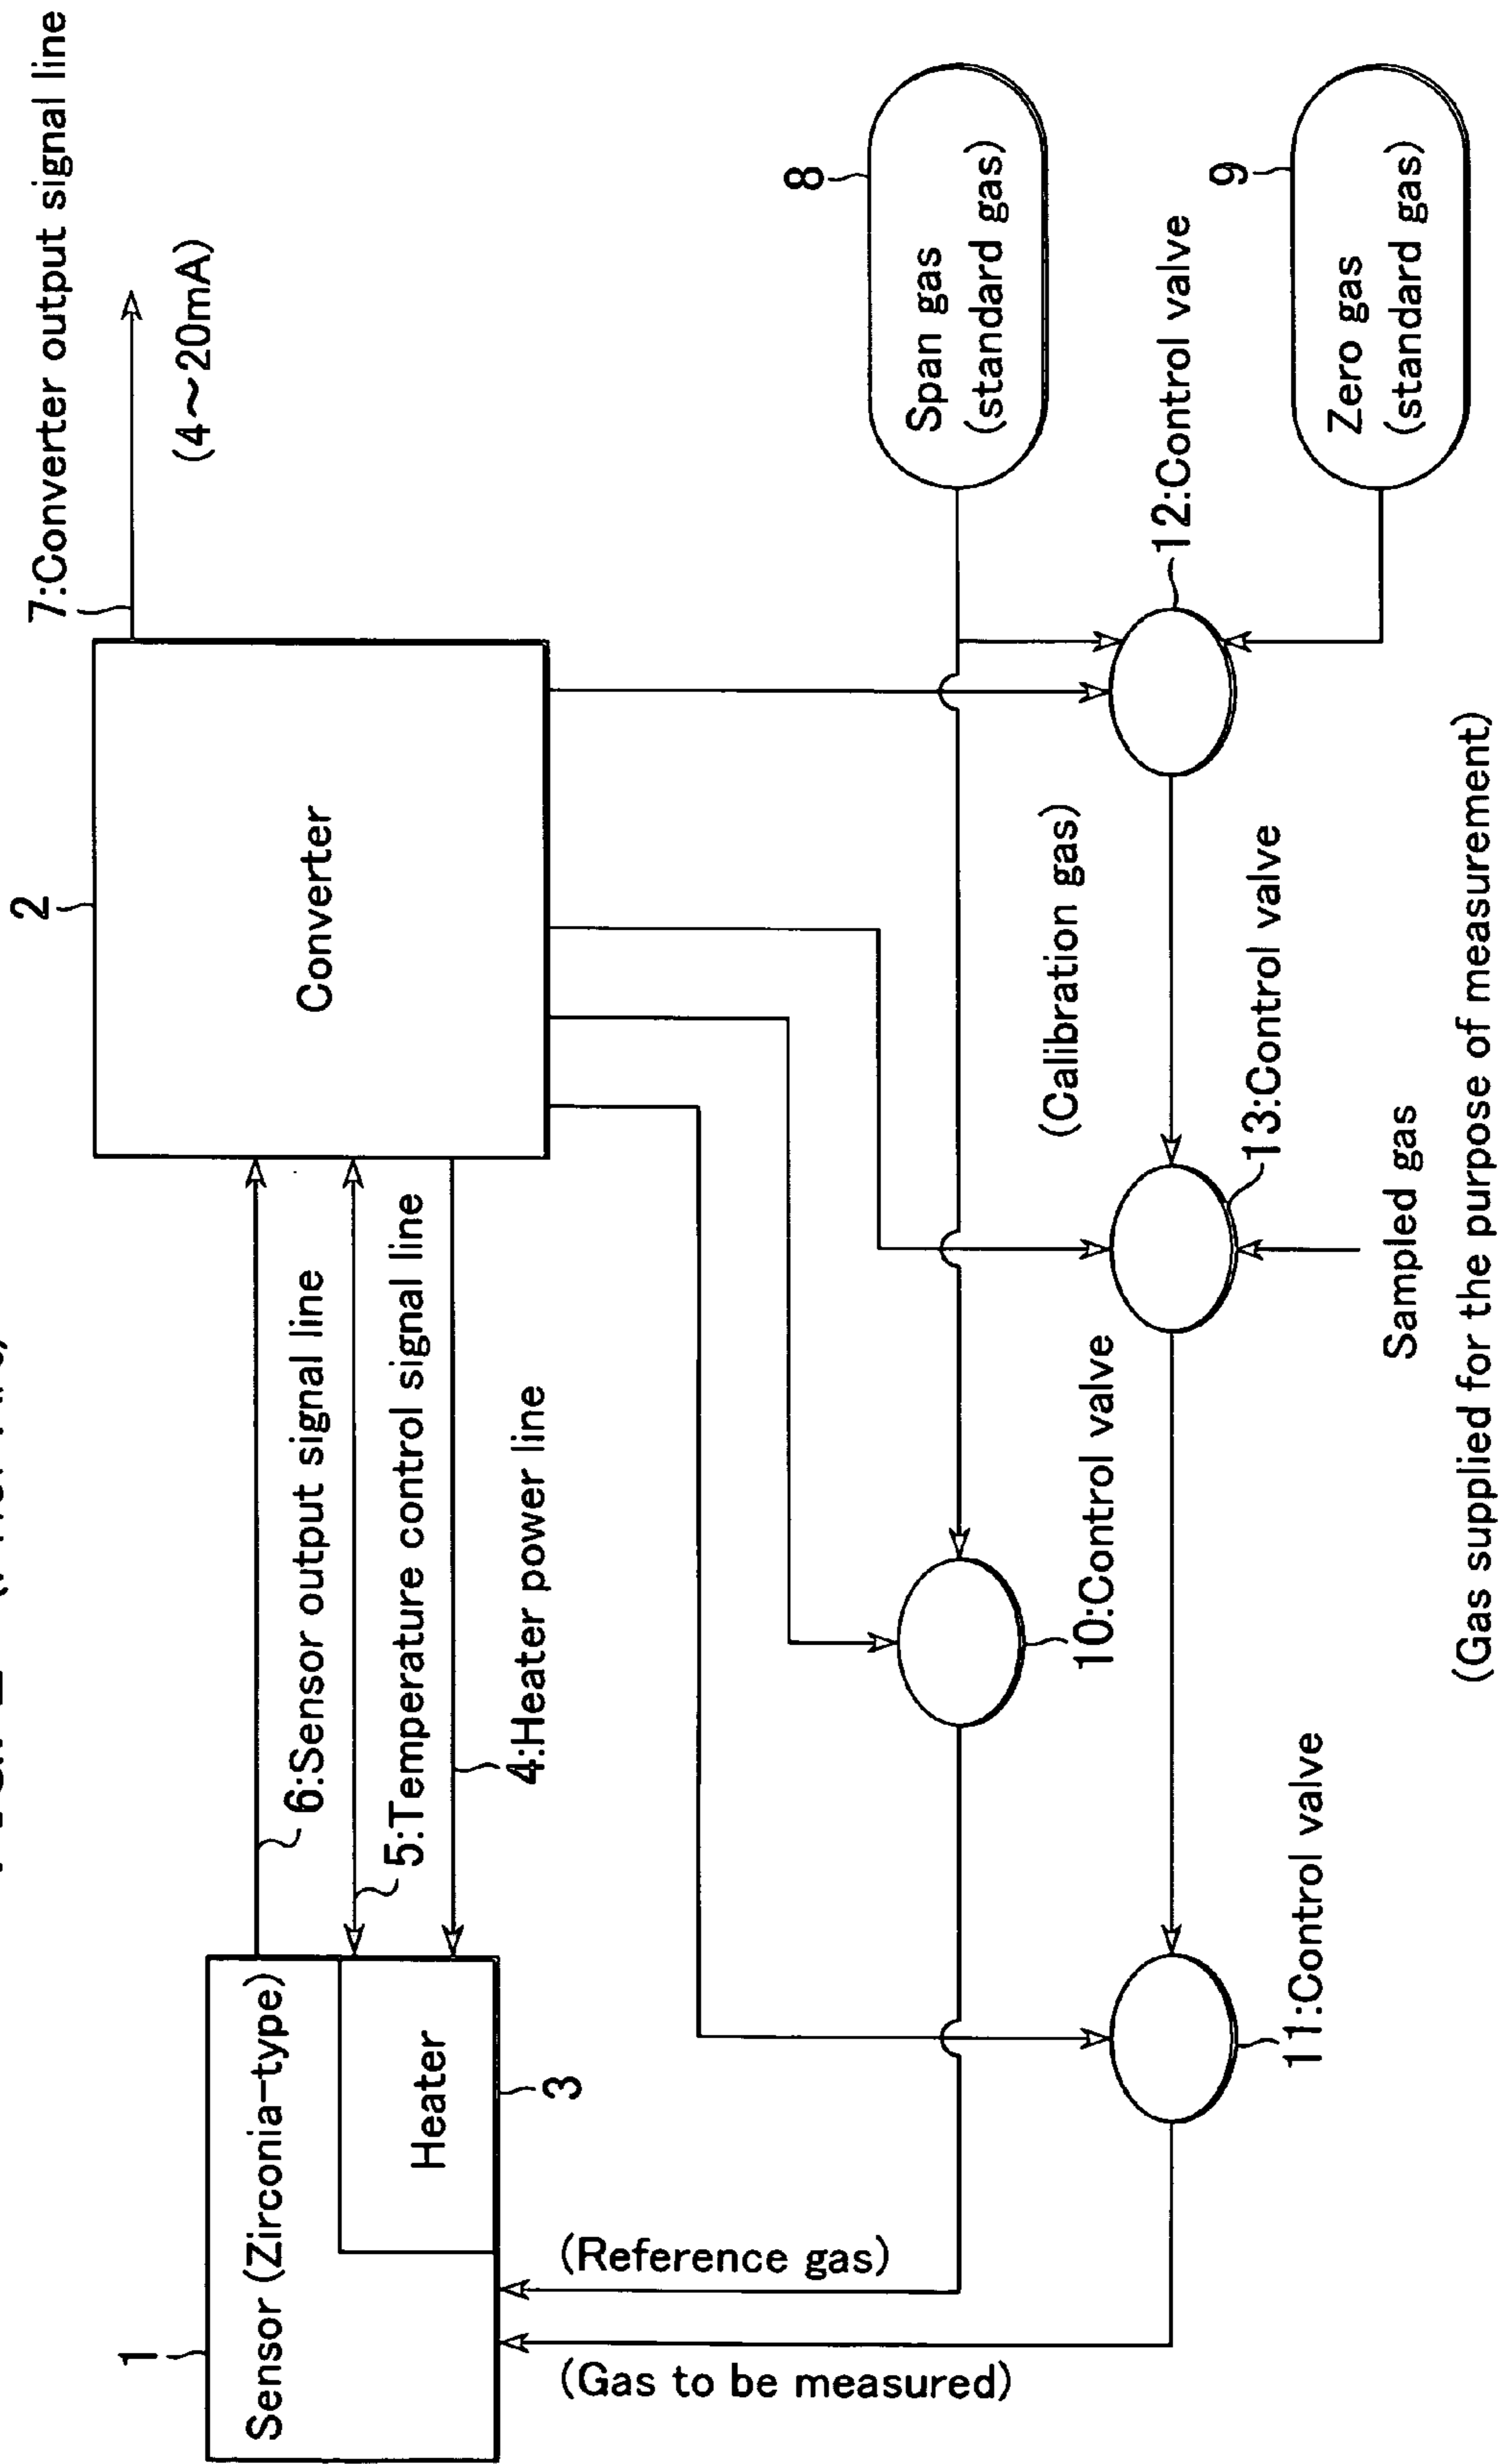 7:Converter output signal line
(4~20mA)
2
Converter
1
Sensor (Zirconia-type)
Heater
3
6:Sensor output signal line
5:Temperature control signal line
4:Heater power line
8
Span gas
(standard gas)
9
Zero gas
(standard gas)
12:Control valve
(Calibration gas)
13:Control valve
10:Control valve
11:Control valve
(Reference gas)
(Gas to be measured)
Sampled gas
(Gas supplied for the purpose of measurement)